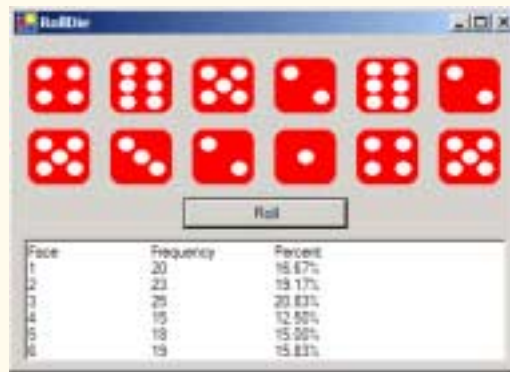 RollDie
Roll
Face Frequency Percent
1 20 16.67%
2 23 19.17%
3 25 20.83%
4 15 12.50%
5 18 15.00%
6 19 15.83%